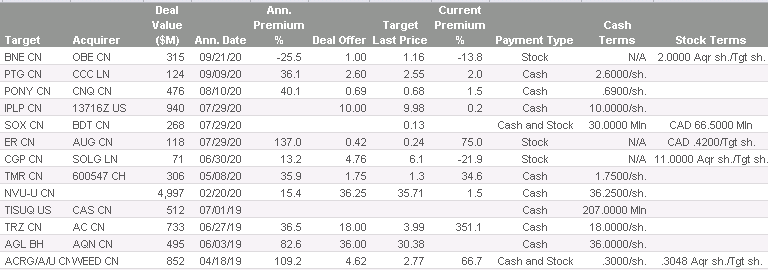 Target Acquirer Deal Value ($M) Ann. Date Ann. Premium % Deal Offer Target Last Price Current Premium % Payment Type Cash Terms Stock Terms
BNE CN OBE CN 315 09/21/20 -25.5 1.00 1.16 -13.8 Stock N/A 2.0000 Aqr sh./Tgt sh.
PTG CN CCC LN 124 09/09/20 36.1 2.60 2.55 2.0 Cash 2.6000/sh.
PONY CN CNQ CN 476 08/10/20 40.1 0.69 0.68 1.5 Cash .6900/sh.
IPLP CN 13716Z US 940 07/29/20 10.00 9.98 0.2 Cash 10.0000/sh.
SOX CN BDT CN 268 07/29/20 0.13 Cash and Stock 30.0000 Mln CAD 66.5000 Mln
ER CN AUG CN 118 07/29/20 137.0 0.42 0.24 75.0 Stock N/A CAD .4200/Tgt sh.
CGP CN SOLG LN 71 06/30/20 13.2 4.76 6.1 -21.9 Stock N/A 11.0000 Aqr sh./Tgt sh.
TMR CN 600547 CH 306 05/08/20 35.9 1.75 1.3 34.6 Cash 1.7500/sh.
NVU-U CN 4,997 02/20/20 15.4 36.25 35.71 1.5 Cash 36.2500/sh.
TISUQ US CAS CN 512 07/01/19 Cash 207.0000 Mln
TRZ CN AC CN 733 06/27/19 36.5 18.00 3.99 351.1 Cash 18.0000/sh.
AGL BH AQN CN 495 06/03/19 82.6 36.00 30.38 Cash 36.0000/sh.
ACRG/A/U CN WEED CN 852 04/18/19 109.2 4.62 2.77 66.7 Cash and Stock .3000/sh. .3048 Aqr sh./Tgt sh.